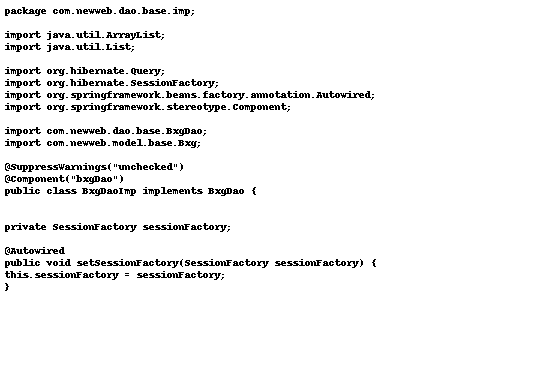 package com.newweb.dao.base.imp;
import java.util.ArrayList;
import java.util.List;
import org.hibernate.Query;
import org.hibernate.SessionFactory;
import org.springframework.beans.factory.annotation.Autowired;
import org.springframework.stereotype.Component;
import com.newweb.dao.base.BxgDao;
import com.newweb.model.base.Bxg;
@SuppressWarnings("unchecked")
@Component("bxgDao")
public class BxgDaoImp implements BxgDao {
private SessionFactory sessionFactory;
@Autowired
public void setSessionFactory(SessionFactory sessionFactory) {
this.sessionFactory = sessionFactory;
}